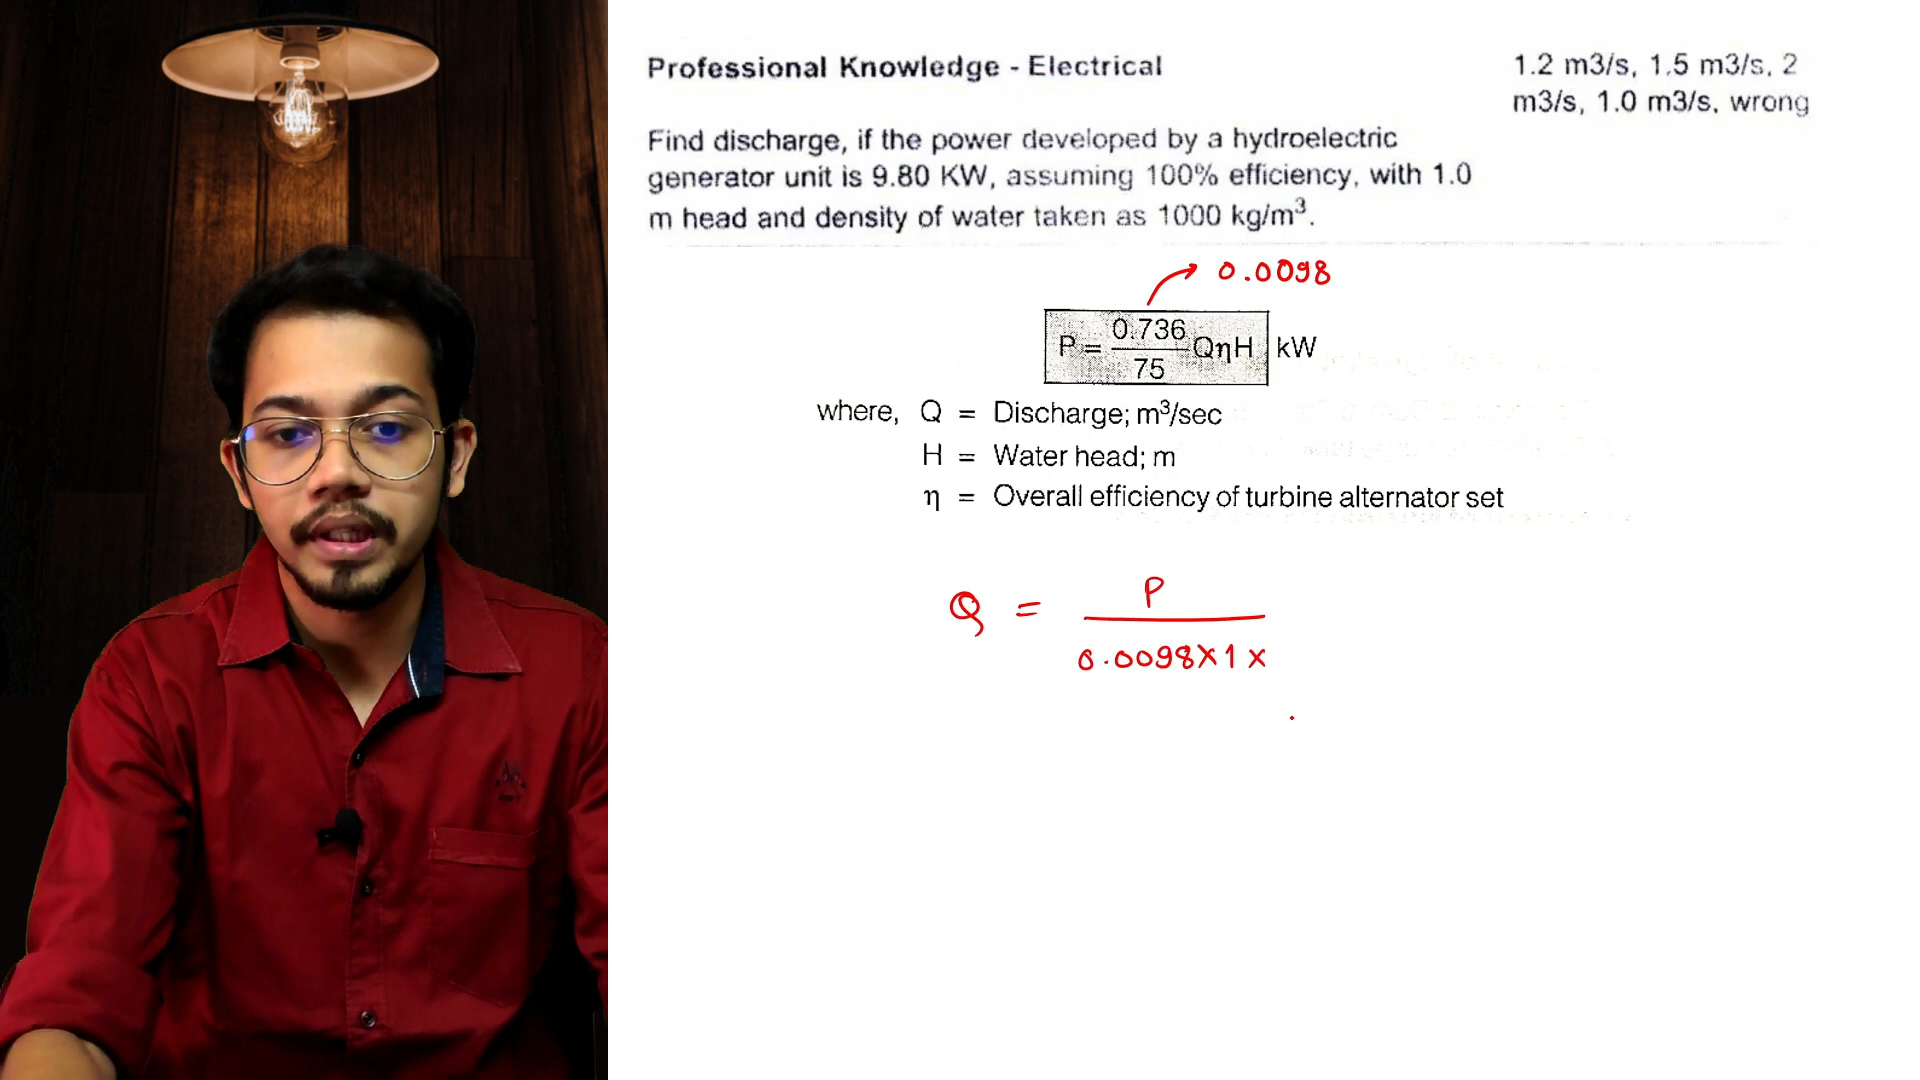 Professional Knowledge - Electrical
1.2 m3/s, 1.5 m3/s, 2
m3/s, 1.0 m3/s, wrong
Find discharge, if the power developed by a hydroelectric
generator unit is 9.80 KW, assuming 100% efficiency, with 1.0
m head and density of water taken as 1000 kg/m³.
0.0098
P = 0.736/75 QηH kW
where, Q = Discharge; m³/sec
H = Water head; m
η = Overall efficiency of turbine alternator set
Q = P
0.0098×1×